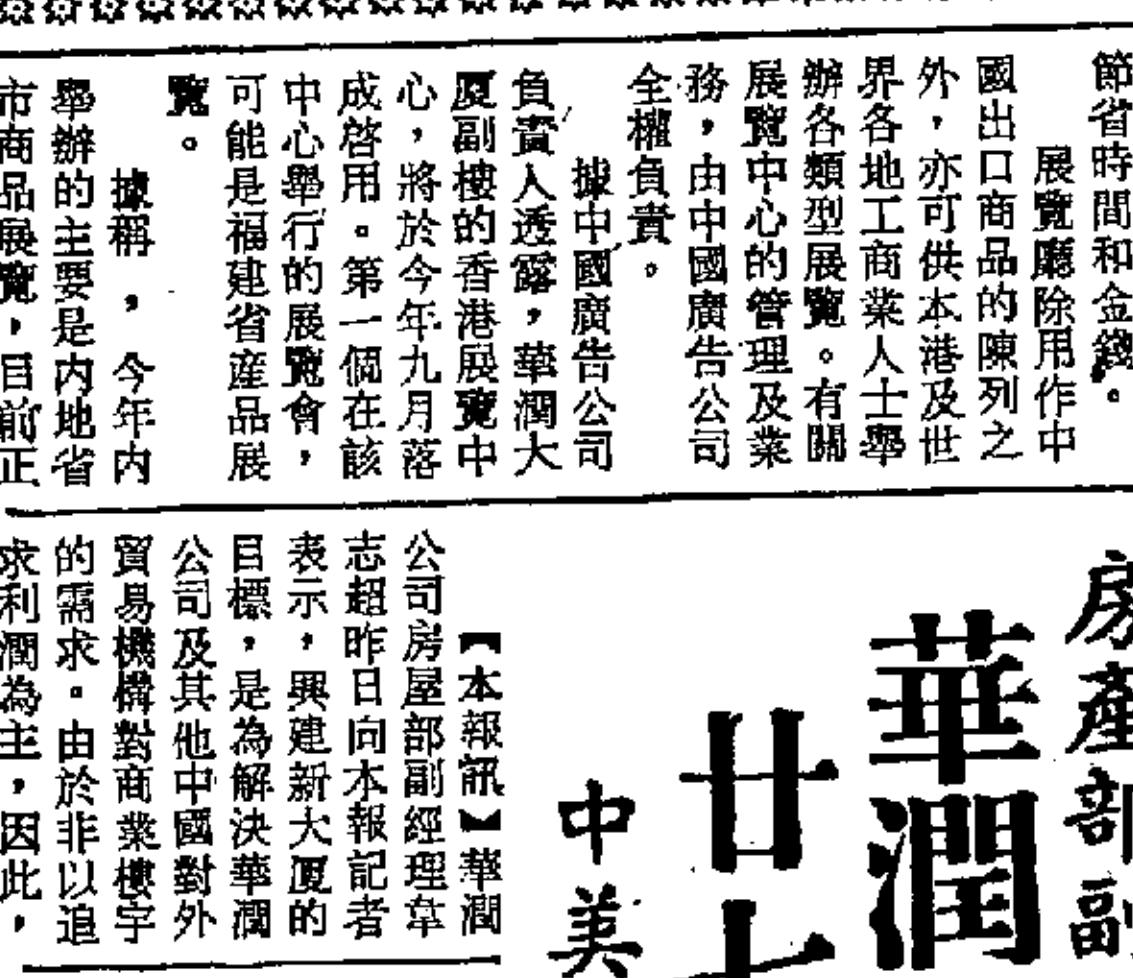 節省時間和金錢。
展覽廳除用作中
國出口商品的陳列之
外，亦可供本港及世
界各地工商業人士舉
辦各類型展覽。有關
展覽中心的管理及業
務，由中國廣告公司
全權負責。
據中國廣告公司
負責人透露，華潤大
厦副樓的香港展覽中
心，將於今年九月落
成啓用。第一個在該
中心舉行的展覽會，
可能是福建省產品展
覽。
據稱，今年內
舉辦的主要是內地省
市商品展覽，目前正
房產部副
華潤
廿七
中美
【本報訊】華潤
公司房屋部副經理韋
志超昨日向本報記者
表示，興建新大厦的
目標，是為解決華潤
公司及其他中國對外
貿易機構對商業樓宇
的需求。由於非以追
求利潤為主，因此，